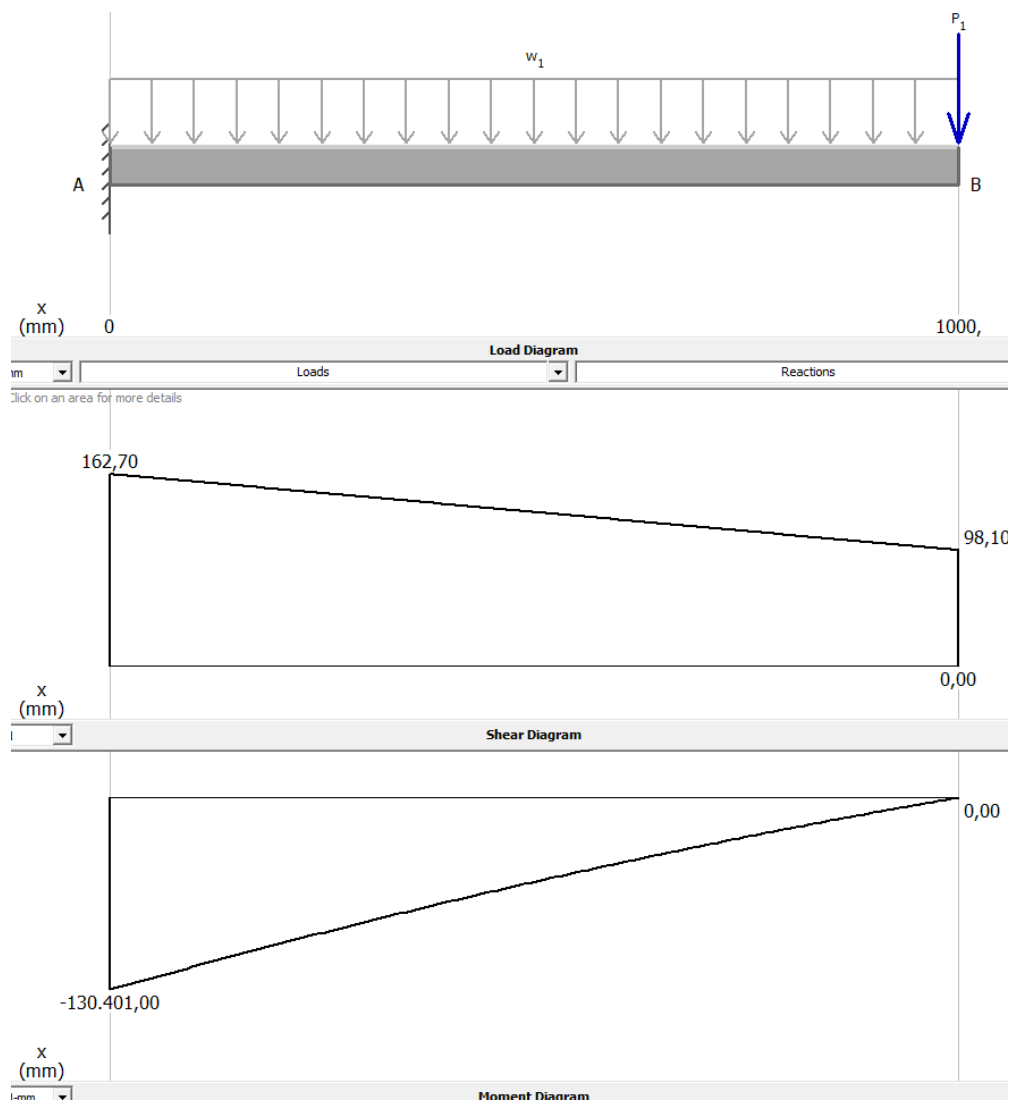 P1
w1
A
B
x
(mm)
0
1000,
Load Diagram
Loads
Reactions
Click on an area for more details
162,70
98,10
0,00
x
(mm)
Shear Diagram
0,00
-130.401,00
x
(mm)
Moment Diagram